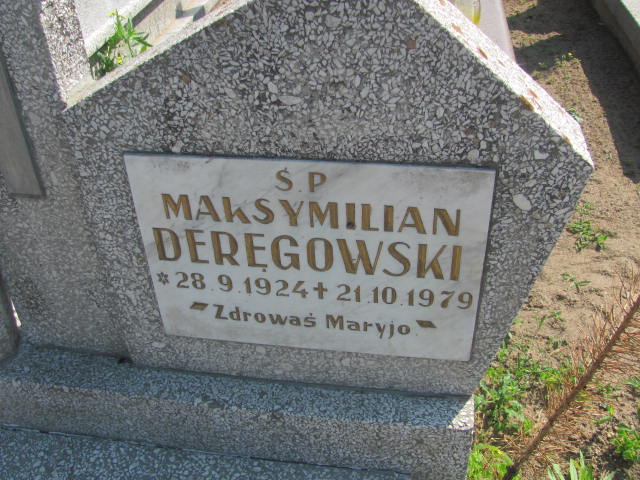 Ś.P
MAKSYMILIAN
DERĘGOWSKI
* 28.9.1924 ✝ 21.10.1979
Zdrowaś Maryjo